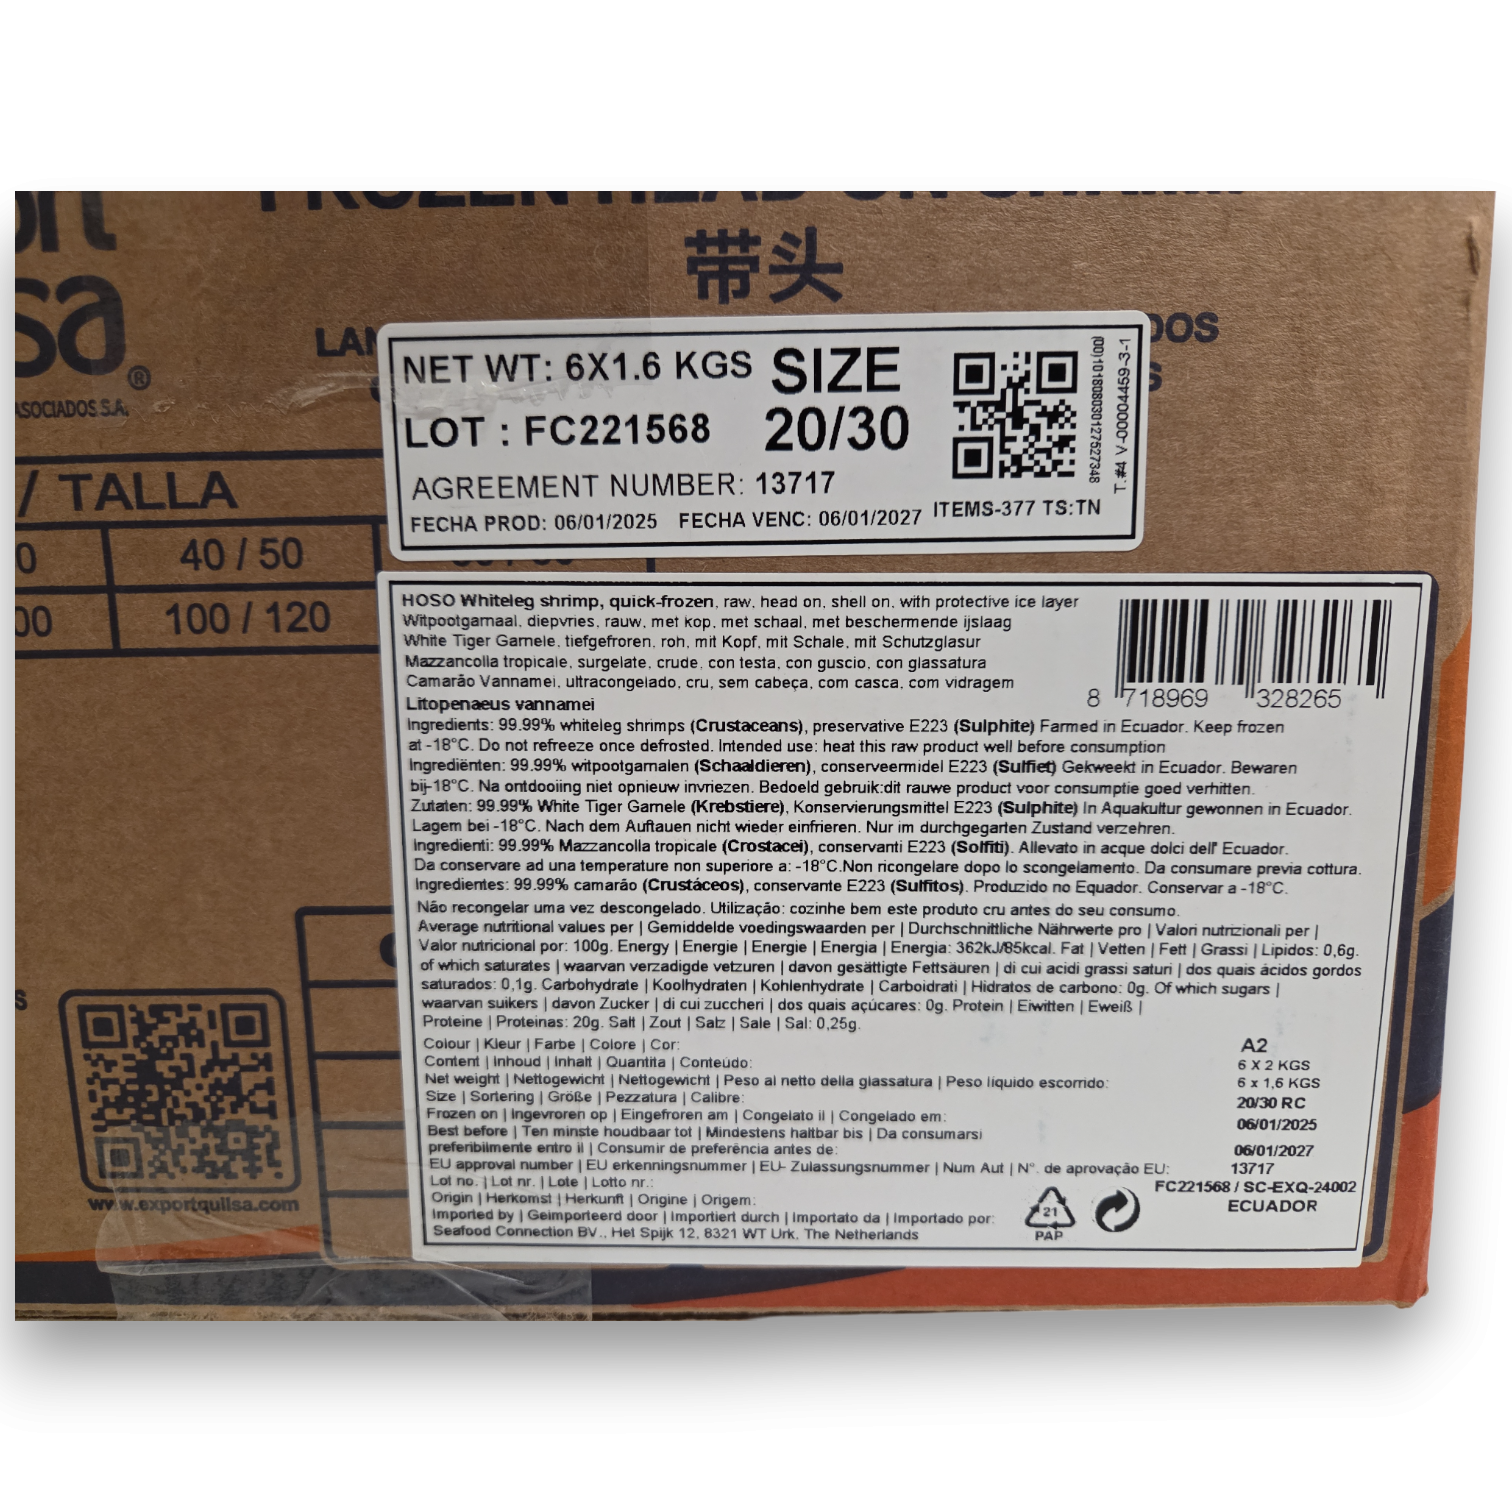 FROZEN HEAD ON SHRIMP
带头
sa®
ASOCIADOS S.A.
/ TALLA
40 / 50
100 / 120
NET WT: 6X1.6 KGS
SIZE
LOT : FC221568
20/30
AGREEMENT NUMBER: 13717
FECHA PROD: 06/01/2025 FECHA VENC: 06/01/2027
ITEMS-377 TS:TN
(00)101808030127527348
T.#4 V-00004459-3-1
HOSO Whiteleg shrimp, quick-frozen, raw, head on, shell on, with protective ice layer
Witpootgarnaal, diepvries, rauw, met kop, met schaal, met beschermende ijslaag
White Tiger Garnele, tiefgefroren, roh, mit Kopf, mit Schale, mit Schutzglasur
Mazzancolla tropicale, surgelate, crude, con testa, con guscio, con glassatura
Camarão Vannamei, ultracongelado, cru, sem cabeça, com casca, com vidragem
8 718969 328265
Litopenaeus vannamei
Ingredients: 99.99% whiteleg shrimps (Crustaceans), preservative E223 (Sulphite) Farmed in Ecuador. Keep frozen
at -18°C. Do not refreeze once defrosted. Intended use: heat this raw product well before consumption
Ingrediënten: 99.99% witpootgarnalen (Schaaldieren), conserveermidel E223 (Sulfiet) Gekweekt in Ecuador. Bewaren
bij-18°C. Na ontdooiing niet opnieuw invriezen. Bedoeld gebruik:dit rauwe product voor consumptie goed verhitten.
Zutaten: 99.99% White Tiger Garnele (Krebstiere), Konservierungsmittel E223 (Sulphite) In Aquakultur gewonnen in Ecuador.
Lagern bei -18°C. Nach dem Auftauen nicht wieder einfrieren. Nur im durchgegarten Zustand verzehren.
Ingredienti: 99.99% Mazzancolla tropicale (Crostacei), conservanti E223 (Solfiti). Allevato in acque dolci dell' Ecuador.
Da conservare ad una temperature non superiore a: -18°C.Non ricongelare dopo lo scongelamento. Da consumare previa cottura.
Ingredientes: 99.99% camarão (Crustáceos), conservante E223 (Sulfitos). Produzido no Equador. Conservar a -18°C.
Não recongelar uma vez descongelado. Utilização: cozinhe bem este produto cru antes do seu consumo.
Average nutritional values per | Gemiddelde voedingswaarden per | Durchschnittliche Nährwerte pro | Valori nutrizionali per |
Valor nutricional por: 100g. Energy | Energie | Energie | Energia | Energia: 362kJ/85kcal. Fat | Vetten | Fett | Grassi | Lipidos: 0,6g.
of which saturates | waarvan verzadigde vetzuren | davon gesättigte Fettsäuren | di cui acidi grassi saturi | dos quais ácidos gordos
saturados: 0,1g. Carbohydrate | Koolhydraten | Kohlenhydrate | Carboidrati | Hidratos de carbono: 0g. Of which sugars |
waarvan suikers | davon Zucker | di cui zuccheri | dos quais açúcares: 0g. Protein | Eiwitten | Eweiß |
Proteine | Proteinas: 20g. Salt | Zout | Salz | Sale | Sal: 0,25g.
Colour | Kleur | Farbe | Colore | Cor: A2
Content | Inhoud | Inhalt | Quantita | Conteúdo: 6 X 2 KGS
Net weight | Nettogewicht | Nettogewicht | Peso al netto della glassatura | Peso líquido escorrido: 6 x 1,6 KGS
Size | Sortering | Größe | Pezzatura | Calibre: 20/30 RC
Frozen on | Ingevroren op | Eingefroren am | Congelato il | Congelado em: 06/01/2025
Best before | Ten minste houdbaar tot | Mindestens haltbar bis | Da consumarsi
preferibilmente entro il | Consumir de preferência antes de: 06/01/2027
EU approval number | EU erkenningsnummer | EU- Zulassungsnummer | Num Aut | N°. de aprovação EU: 13717
Lot no. | Lot nr. | Lote | Lotto nr.: FC221568 / SC-EXQ-24002
Origin | Herkomst | Herkunft | Origine | Origem: ECUADOR
Imported by | Geimporteerd door | Importiert durch | Importato da | Importado por:
Seafood Connection BV., Het Spijk 12, 8321 WT Urk, The Netherlands
21
PAP
www.exportquilsa.com